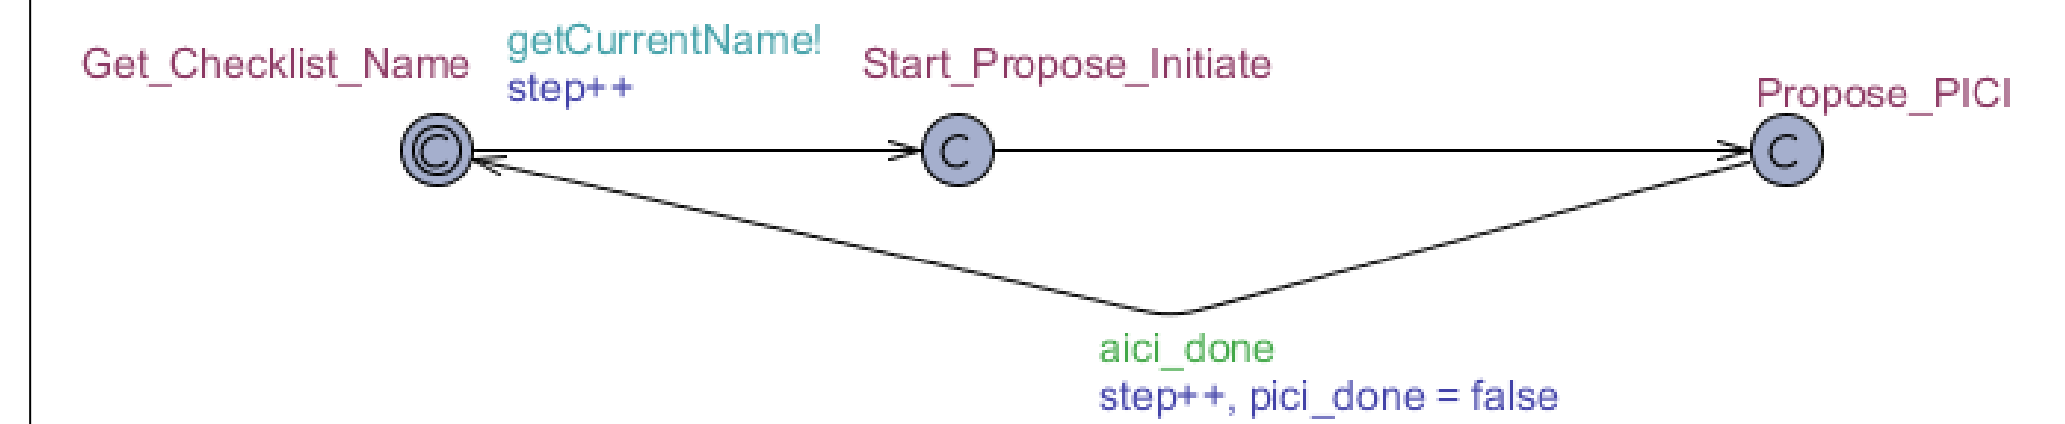 Get_Checklist_Name
getCurrentName!
step++
Start_Propose_Initiate
Propose_PICI
C
C
C
aici_done
step++, pici_done = false